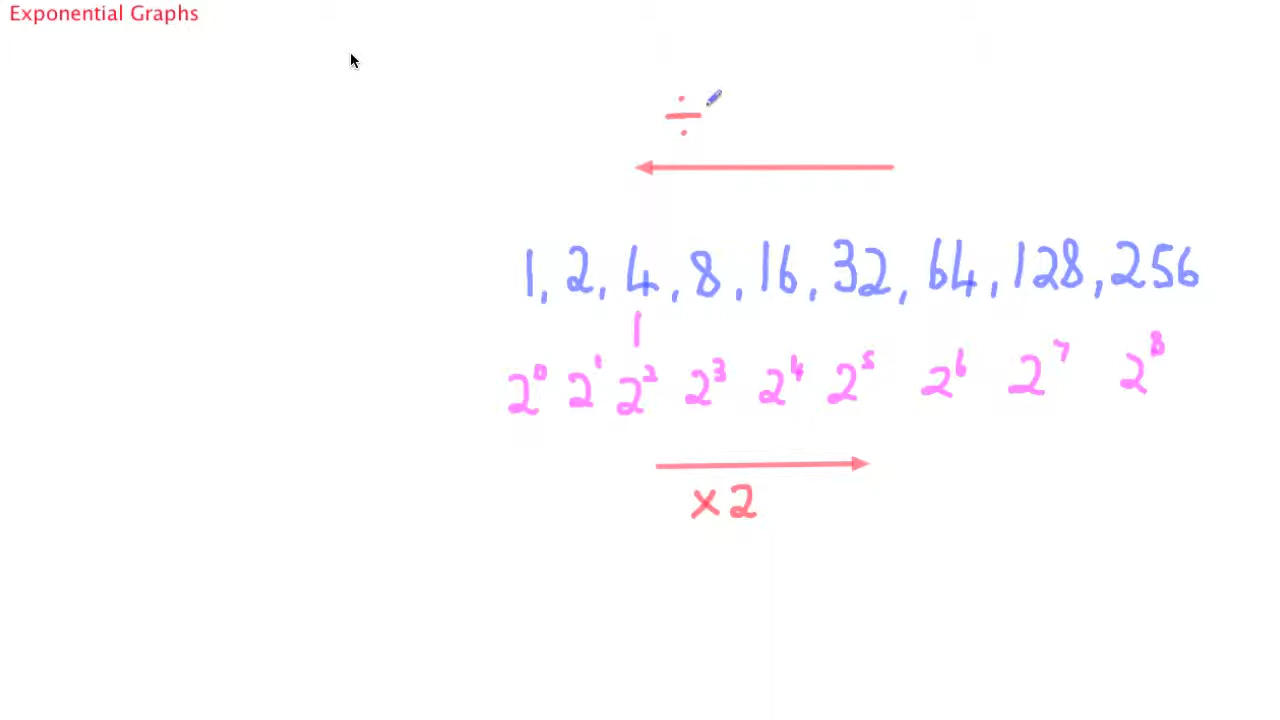 Exponential Graphs
÷
1, 2, 4, 8, 16, 32, 64, 128, 256
2⁰ 2¹ 2² 2³ 2⁴ 2⁵ 2⁶ 2⁷ 2⁸
×2